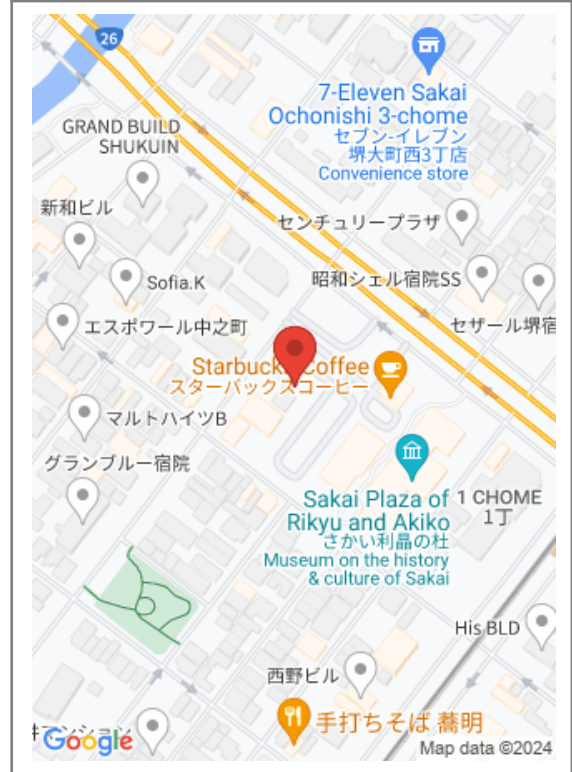 26
7-Eleven Sakai
Ochonishi 3-chome
セブン-イレブン
堺大町西3丁店
Convenience store
GRAND BUILD
SHUKUIN
新和ビル
センチュリープラザ
Sofia.K
昭和シェル宿院SS
エスポワール中之町
セザール堺宿
Starbucks Coffee
スターバックスコーヒー
マルトハイツB
グランブルー宿院
Sakai Plaza of
Rikyu and Akiko
さかい利晶の杜
Museum on the history
& culture of Sakai
1 CHOME
1丁
His BLD
西野ビル
手打ちそば 蕎明
Google
Map data ©2024